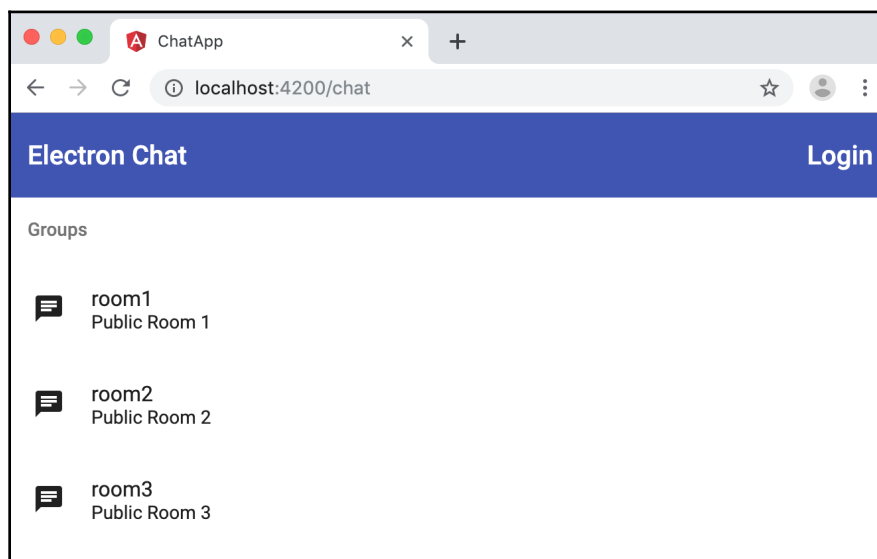 ChatApp
localhost:4200/chat
Electron Chat
Login
Groups
room1
Public Room 1
room2
Public Room 2
room3
Public Room 3